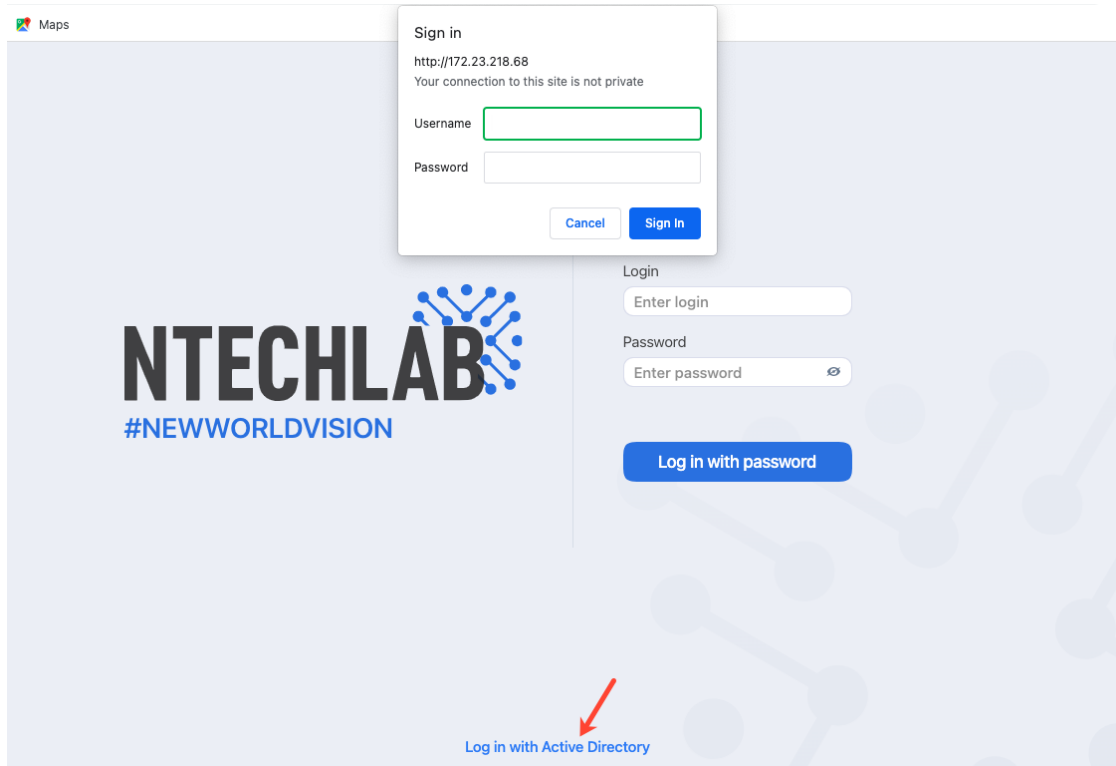 Maps
Sign in
http://172.23.218.68
Your connection to this site is not private
Username
Password
Cancel
Sign In
NTECHLAB
#NEWWORLDVISION
Login
Enter login
Password
Enter password
Log in with password
Log in with Active Directory